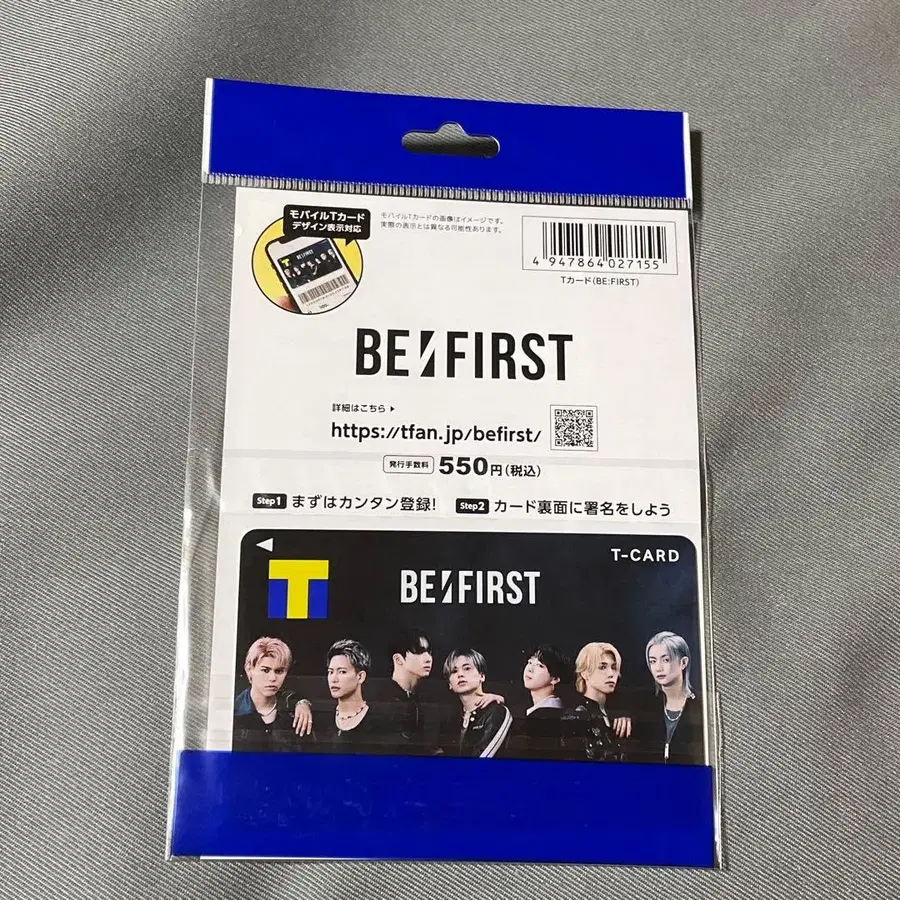 モバイルTカード
デザイン表示対応
モバイルTカードの画像はイメージです。
実際の表示とは異なる可能性あります。
4 947864 027155
Tカード(BE:FIRST)
BE:FIRST
詳細はこちら ▶
https://tfan.jp/befirst/
発行手数料 550円(税込)
Step1 まずはカンタン登録! Step2 カード裏面に署名をしよう
T-CARD
T
BE:FIRST